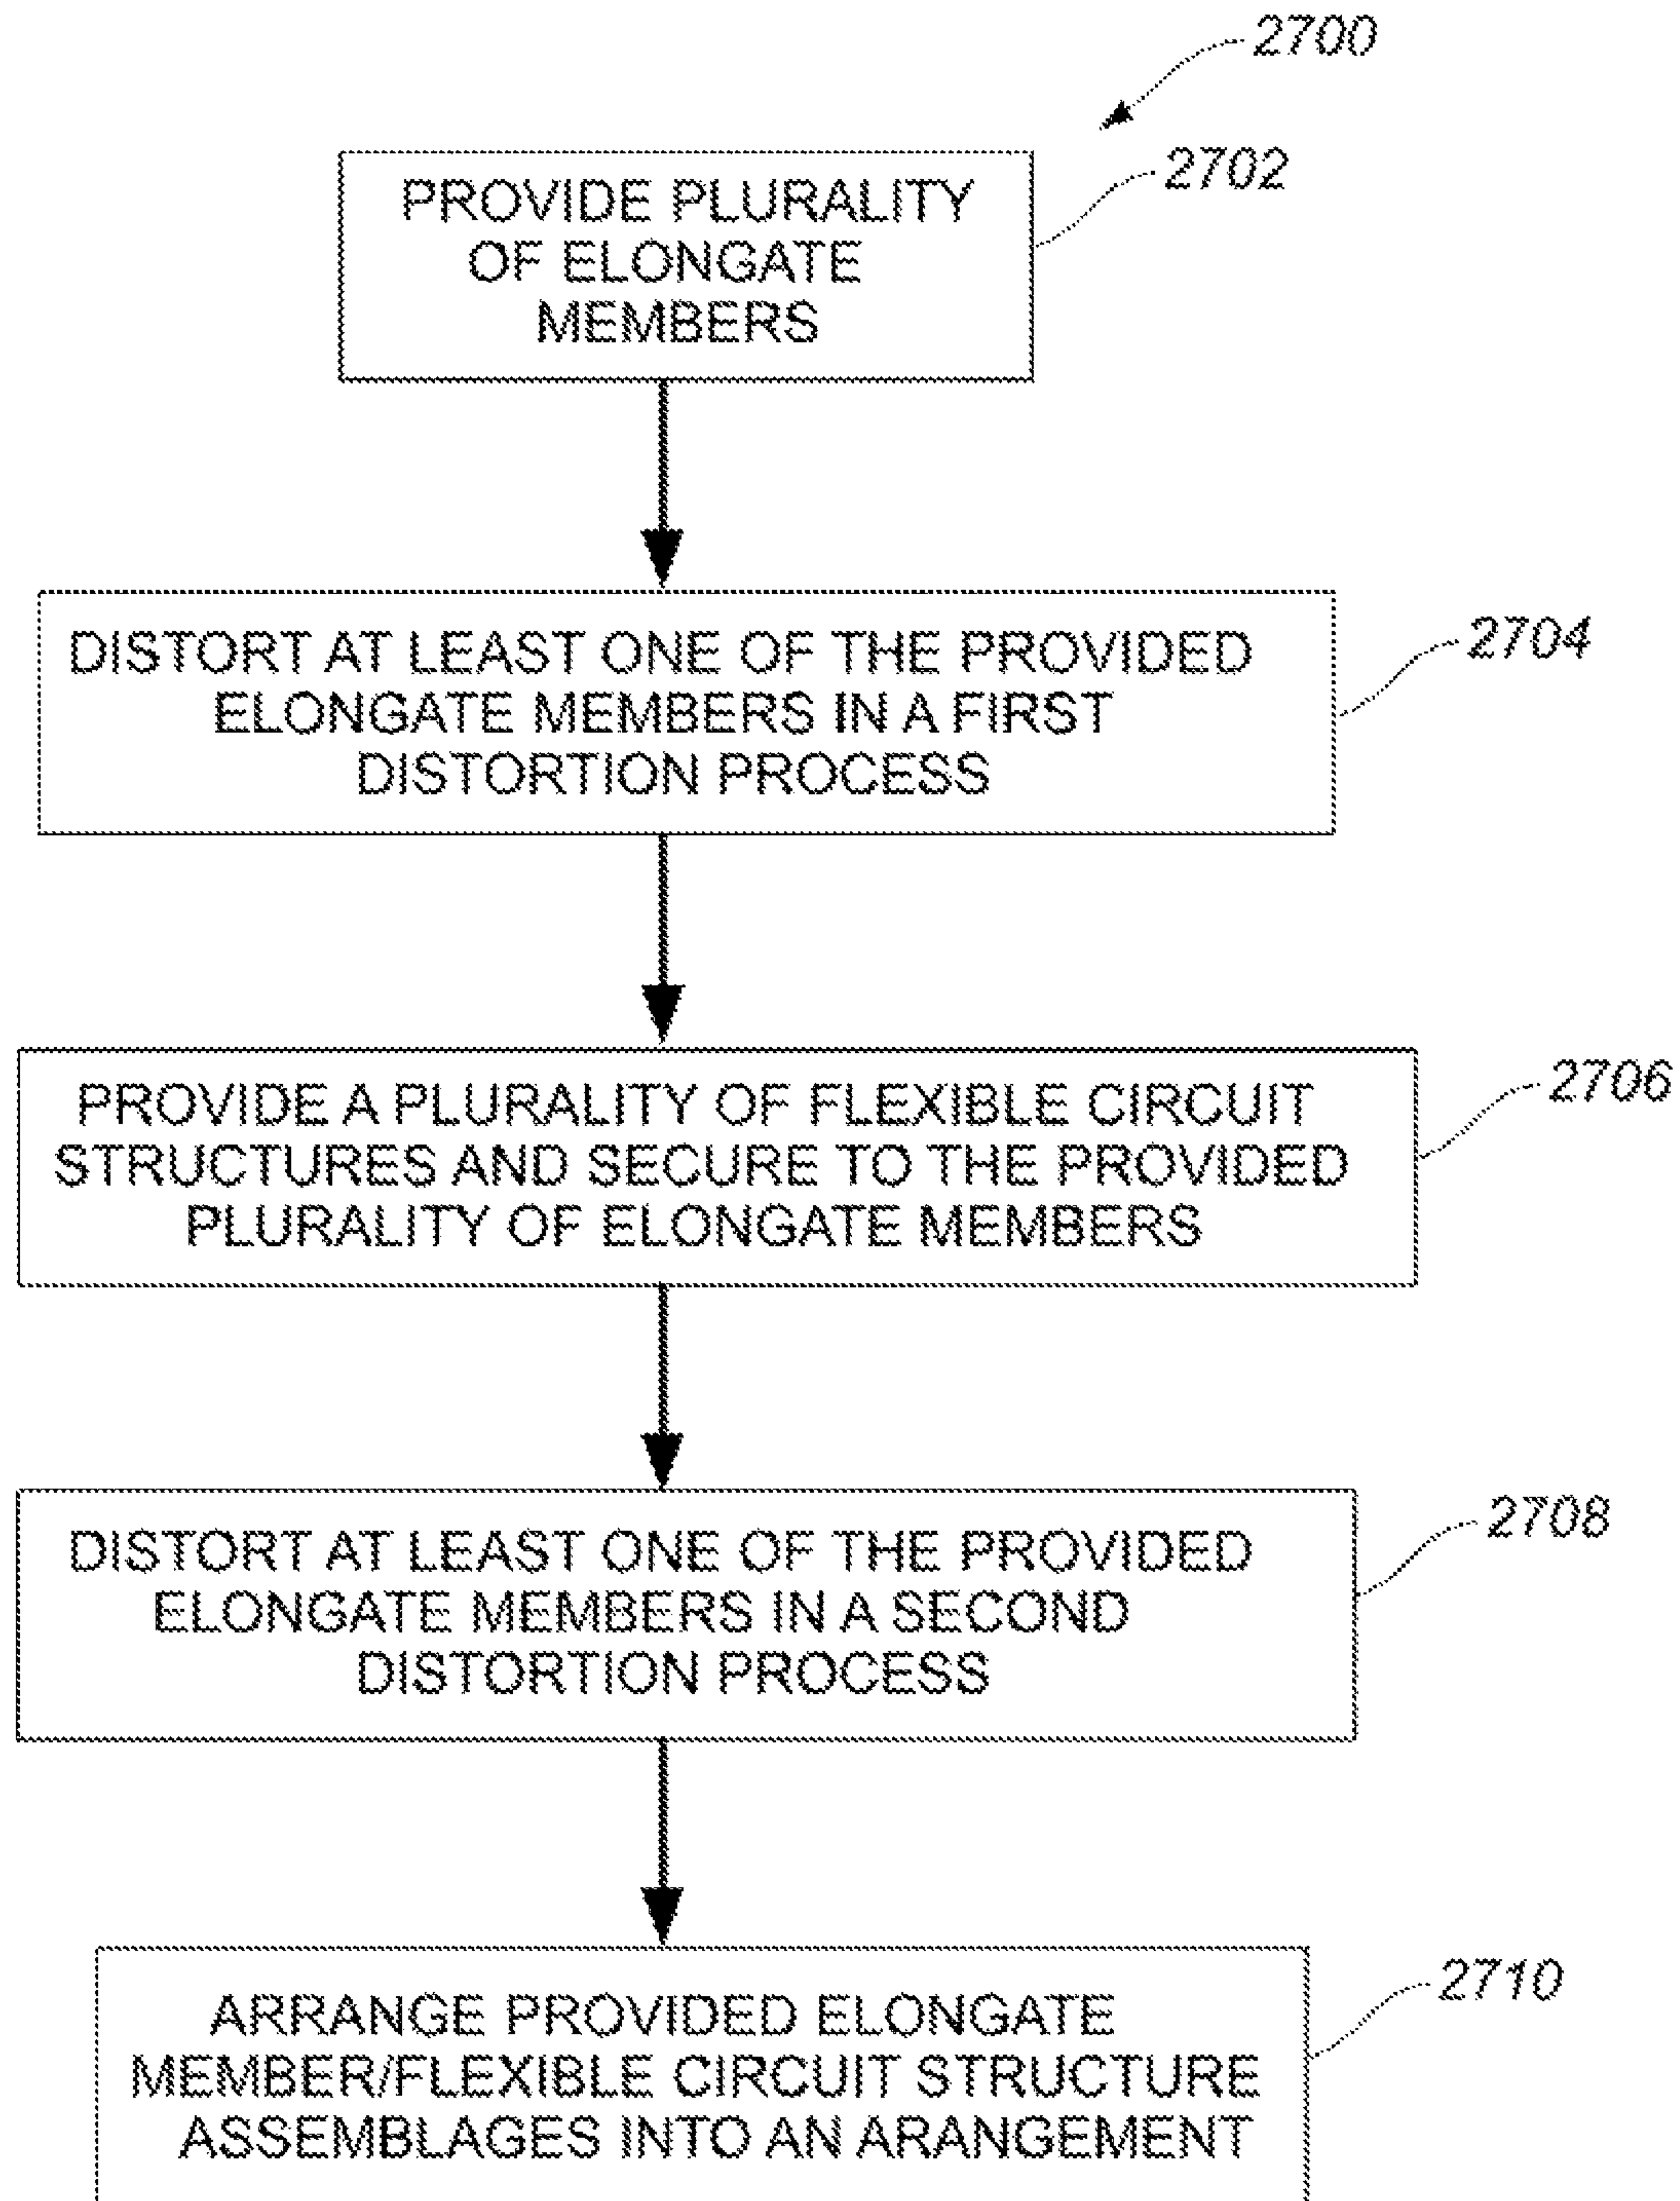 2700
2702
PROVIDE PLURALITY
OF ELONGATE
MEMBERS
2704
DISTORT AT LEAST ONE OF THE PROVIDED
ELONGATE MEMBERS IN A FIRST
DISTORTION PROCESS
2706
PROVIDE A PLURALITY OF FLEXIBLE CIRCUIT
STRUCTURES AND SECURE TO THE PROVIDED
PLURALITY OF ELONGATE MEMBERS
2708
DISTORT AT LEAST ONE OF THE PROVIDED
ELONGATE MEMBERS IN A SECOND
DISTORTION PROCESS
2710
ARRANGE PROVIDED ELONGATE
MEMBER/FLEXIBLE CIRCUIT STRUCTURE
ASSEMBLAGES INTO AN ARANGEMENT